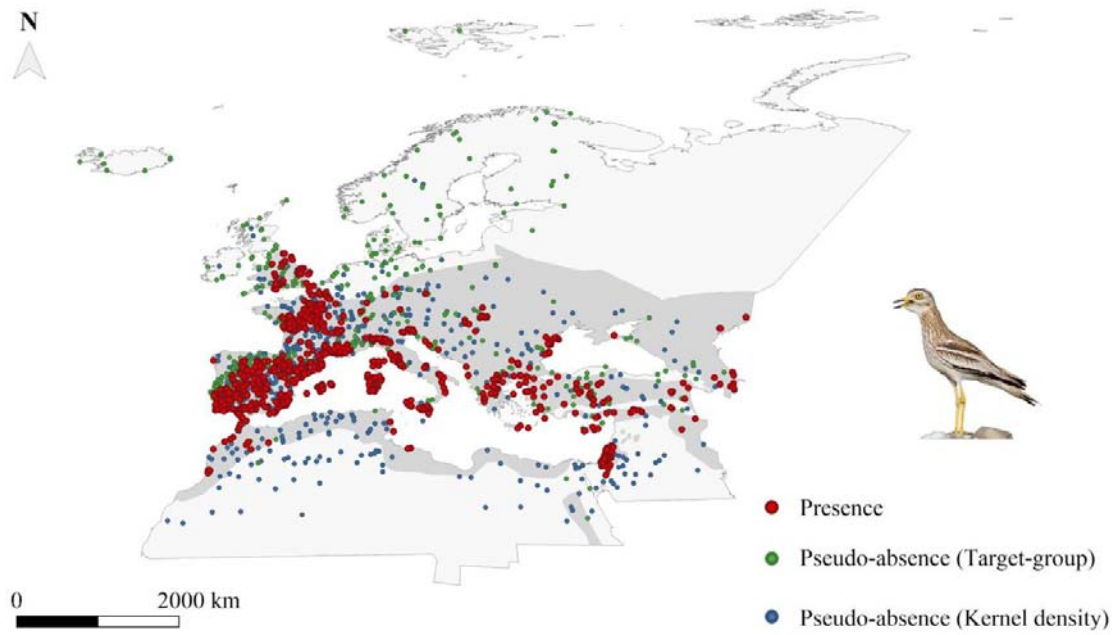 N
Presence
Pseudo-absence (Target-group)
0 2000 km
Pseudo-absence (Kernel density)